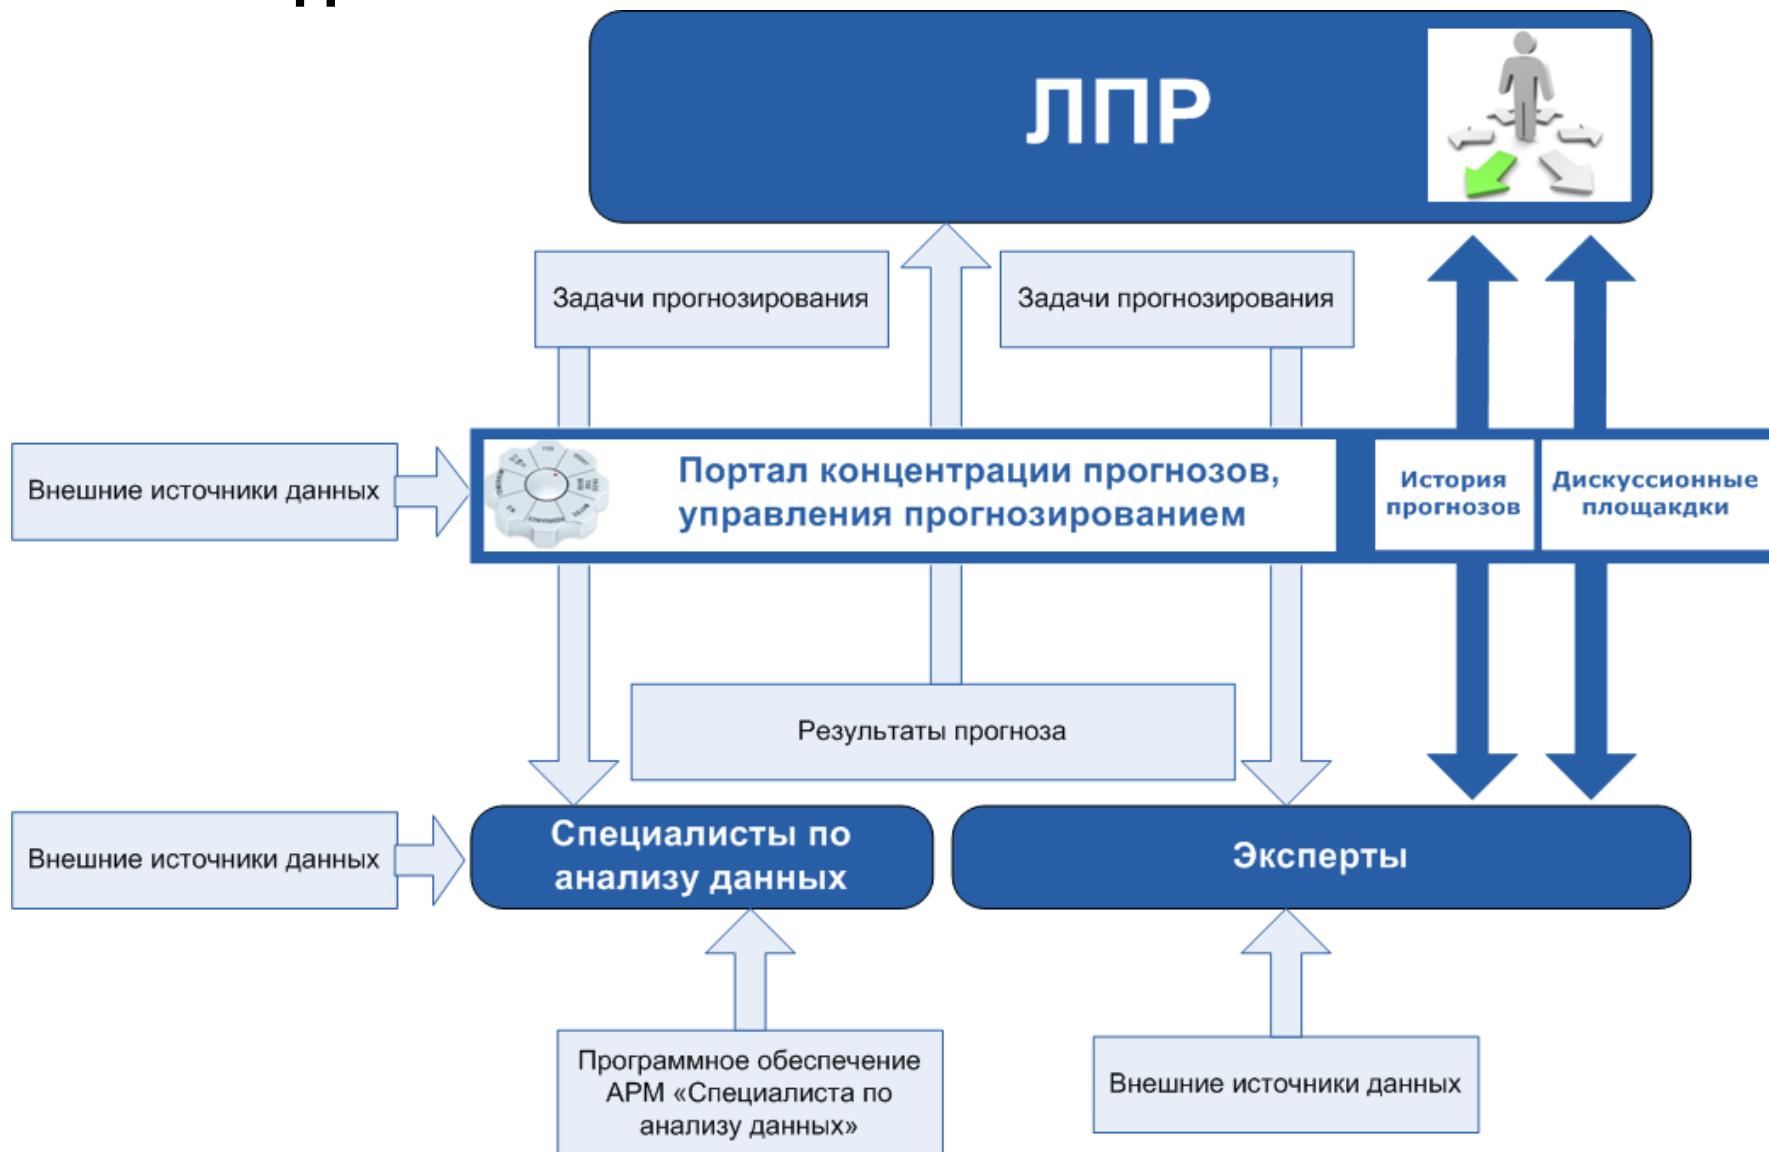 ЛПР
Задачи прогнозирования
Задачи прогнозирования
Внешние источники данных
Портал концентрации прогнозов,
управления прогнозированием
История
прогнозов
Дискуссионные
площакдки
Результаты прогноза
Внешние источники данных
Специалисты по
анализу данных
Эксперты
Программное обеспечение
АРМ «Специалиста по
анализу данных»
Внешние источники данных